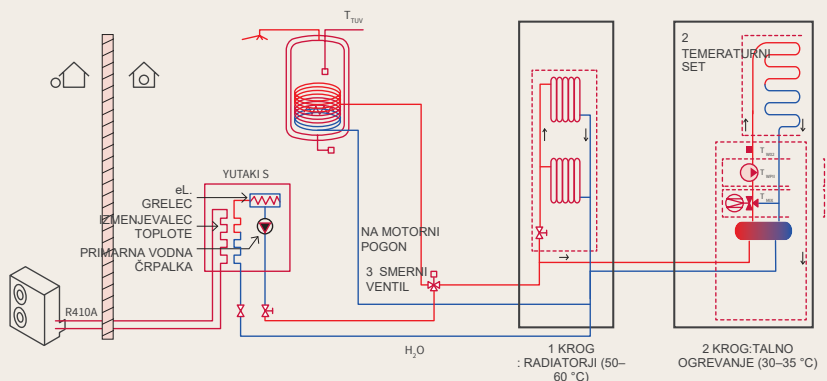 T TUV
2
TEMERATURNI
SET
YUTAKI S
eL.
GRELEC
IZMENJEVALEC
TOPLOTE
PRIMARNA VODNA
ČRPALKA
NA MOTORNI
POGON
3 SMERNI
VENTIL
R410A
H2O
1 KROG
: RADIATORJI (50–
60 °C)
2 KROG:TALNO
OGREVANJE (30–35 °C)